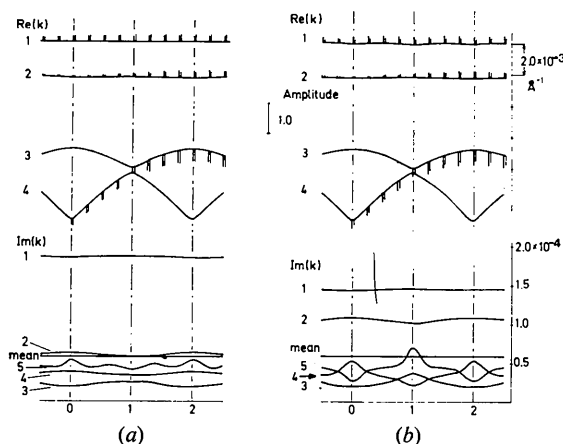 Re(k)
1
2
3
4
Im(k)
1
2
mean
5
4
3
0 1 2
(a)
Re(k)
1
2
2.0×10⁻³
Å⁻¹
Amplitude
1.0
3
4
2.0×10⁻⁴
Im(k)
1
1.5
2
1.0
mean
5
0.5
4
3
0 1 2
(b)